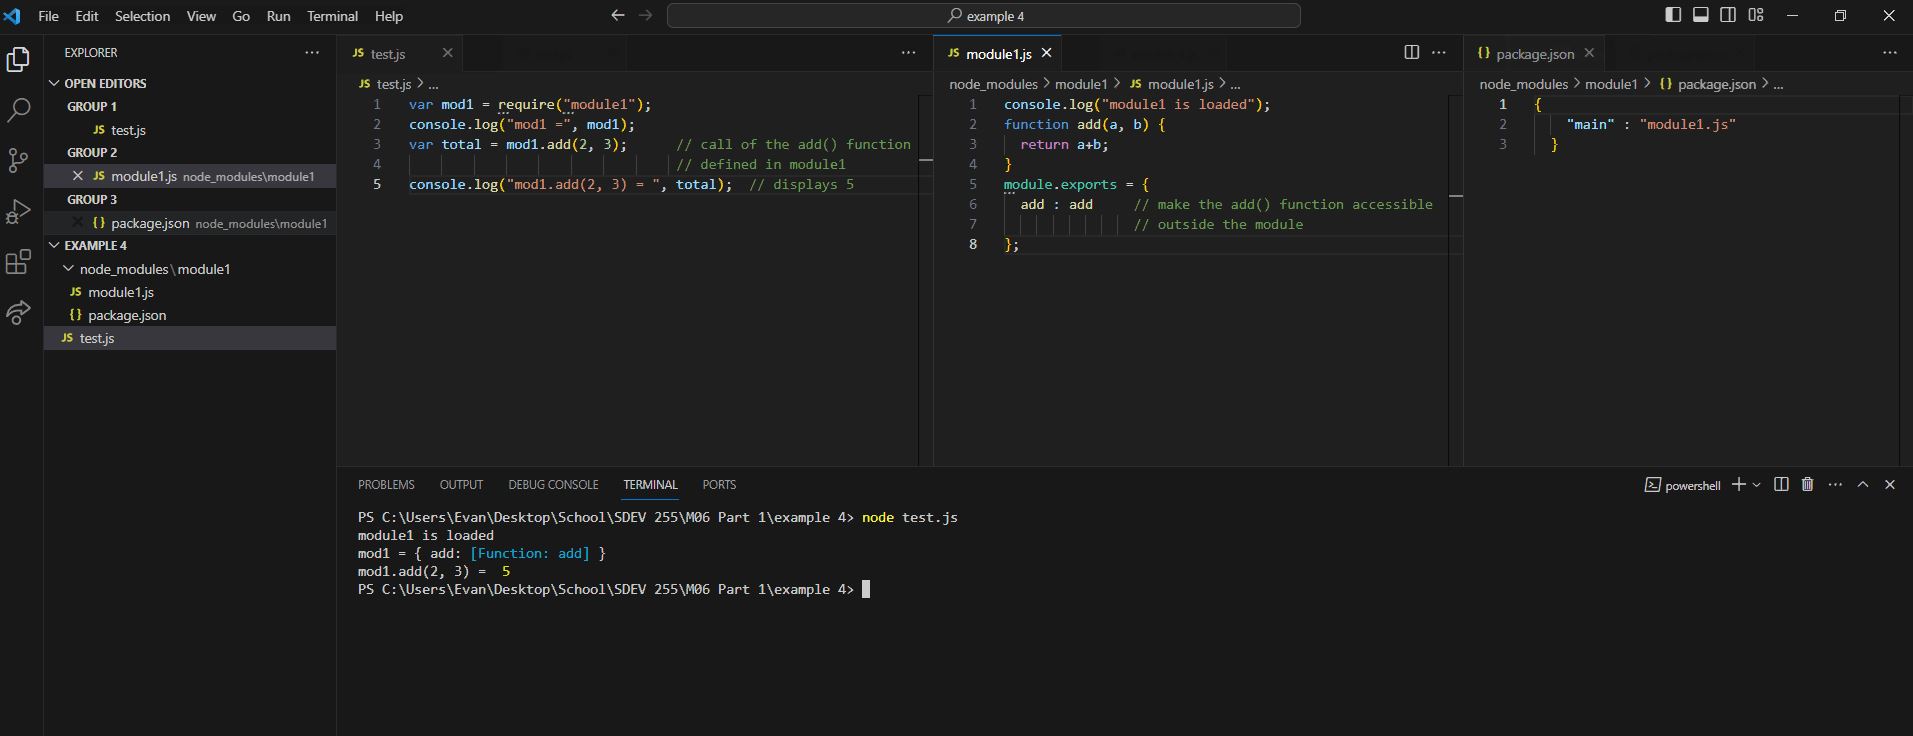 File Edit Selection View Go Run Terminal Help
example 4
EXPLORER
OPEN EDITORS
GROUP 1
JS test.js
GROUP 2
JS module1.js node_modules\module1
GROUP 3
{} package.json node_modules\module1
EXAMPLE 4
node_modules\module1
JS module1.js
{} package.json
JS test.js
JS test.js
JS test.js > ...
1 var mod1 = require("module1");
2 console.log("mod1 =", mod1);
3 var total = mod1.add(2, 3);      // call of the add() function
4                                  // defined in module1
5 console.log("mod1.add(2, 3) = ", total);  // displays 5
JS module1.js
node_modules > module1 > JS module1.js > ...
1 console.log("module1 is loaded");
2 function add(a, b) {
3   return a+b;
4 }
5 module.exports = {
6   add : add     // make the add() function accessible
7                 // outside the module
8 };
{} package.json
node_modules > module1 > {} package.json > ...
1 {
2     "main" : "module1.js"
3   }
PROBLEMS OUTPUT DEBUG CONSOLE TERMINAL PORTS
powershell
PS C:\Users\Evan\Desktop\School\SDEV 255\M06 Part 1\example 4> node test.js
module1 is loaded
mod1 = { add: [Function: add] }
mod1.add(2, 3) =  5
PS C:\Users\Evan\Desktop\School\SDEV 255\M06 Part 1\example 4>